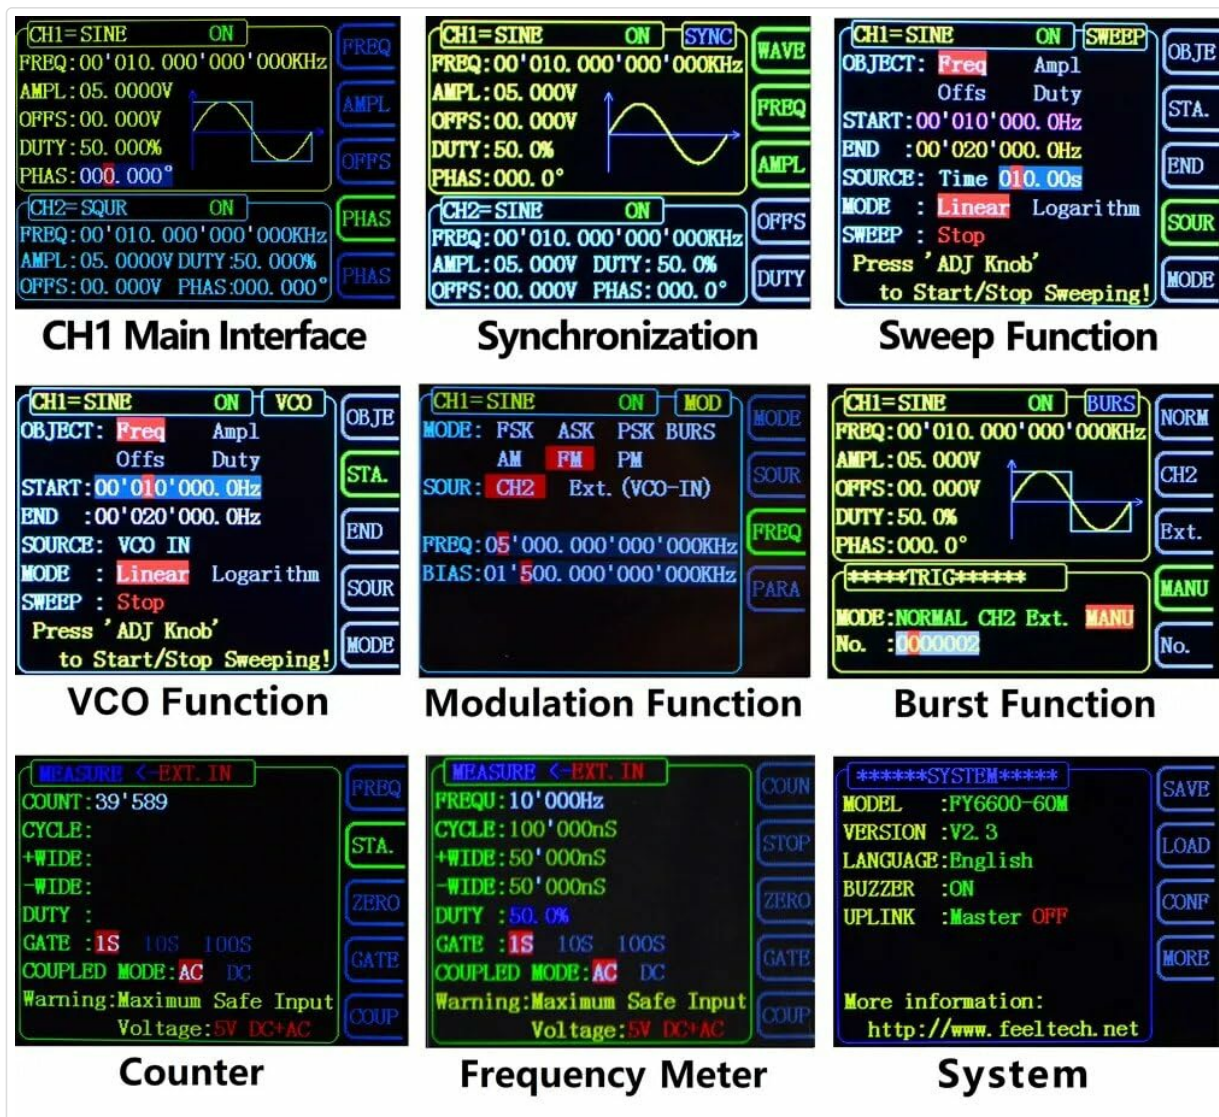 CH1=SINE ON
FREQ:00'010.000'000'000KHz
AMPL:05.0000V
OFFS:00.000V
DUTY:50.000%
PHAS:000.000°
CH2=SQUR ON
FREQ:00'010.000'000'000KHz
AMPL:05.0000V DUTY:50.000%
OFFS:00.000V PHAS:000.000°
FREQ
AMPL
OFFS
PHAS
PHAS
CH1 Main Interface
CH1=SINE ON SYNC
FREQ:00'010.000'000'000KHz
AMPL:05.000V
OFFS:00.000V
DUTY:50.0%
PHAS:000.0°
CH2=SINE ON
FREQ:00'010.000'000'000KHz
AMPL:05.000V DUTY:50.0%
OFFS:00.000V PHAS:000.0°
WAVE
FREQ
AMPL
OFFS
DUTY
Synchronization
CH1=SINE ON SWEEP
OBJECT: Freq Ampl
Offs Duty
START:00'010'000.0Hz
END :00'020'000.0Hz
SOURCE: Time 010.00s
MODE : Linear Logarithm
SWEEP : Stop
Press 'ADJ Knob'
to Start/Stop Sweeping!
OBJE
STA.
END
SOUR
MODE
Sweep Function
CH1=SINE ON VCO
OBJECT: Freq Ampl
Offs Duty
START:00'010'000.0Hz
END :00'020'000.0Hz
SOURCE: VCO IN
MODE : Linear Logarithm
SWEEP : Stop
Press 'ADJ Knob'
to Start/Stop Sweeping!
OBJE
STA.
END
SOUR
MODE
VCO Function
CH1=SINE ON MOD
MODE: FSK ASK PSK BURS
AM FM PM
SOUR: CH2 Ext.(VCO-IN)
FREQ:05'000.000'000'000KHz
BIAS:01'500.000'000'000KHz
MODE
SOUR
FREQ
PARA
Modulation Function
CH1=SINE ON BURS
FREQ:00'010.000'000'000KHz
AMPL:05.000V
OFFS:00.000V
DUTY:50.0%
PHAS:000.0°
*****TRIG******
MODE:NORMAL CH2 Ext. MANU
No. :0000002
NORM
CH2
Ext.
MANU
No.
Burst Function
MEASURE <-EXT.IN
COUNT:39'589
CYCLE:
+WIDE:
-WIDE:
DUTY :
GATE :1S 10S 100S
COUPLED MODE:AC DC
Warning:Maximum Safe Input
Voltage:5V DC+AC
FREQ
STA.
ZERO
GATE
COUP
Counter
MEASURE <-EXT.IN
FREQU:10'000Hz
CYCLE:100'000nS
+WIDE:50'000nS
-WIDE:50'000nS
DUTY :50.0%
GATE :1S 10S 100S
COUPLED MODE:AC DC
Warning:Maximum Safe Input
Voltage:5V DC+AC
COUN
STOP
ZERO
GATE
COUP
Frequency Meter
******SYSTEM*****
MODEL :FY6600-60M
VERSION :V2.3
LANGUAGE:English
BUZZER :ON
UPLINK :Master OFF
More information:
http://www.feeltech.net
SAVE
LOAD
CONF
MORE
System